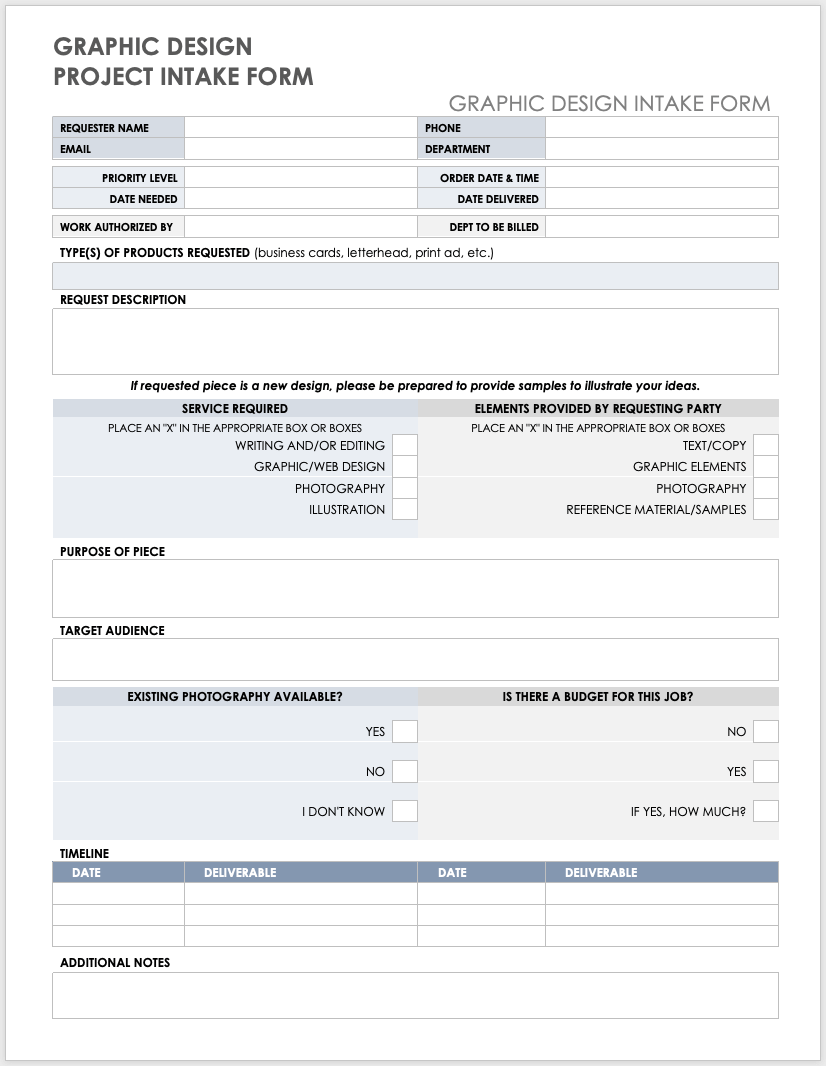 GRAPHIC DESIGN
PROJECT INTAKE FORM
GRAPHIC DESIGN INTAKE FORM
REQUESTER NAME PHONE
EMAIL DEPARTMENT
PRIORITY LEVEL ORDER DATE & TIME
DATE NEEDED DATE DELIVERED
WORK AUTHORIZED BY DEPT TO BE BILLED
TYPE(S) OF PRODUCTS REQUESTED (business cards, letterhead, print ad, etc.)
REQUEST DESCRIPTION
If requested piece is a new design, please be prepared to provide samples to illustrate your ideas.
SERVICE REQUIRED ELEMENTS PROVIDED BY REQUESTING PARTY
PLACE AN "X" IN THE APPROPRIATE BOX OR BOXES PLACE AN "X" IN THE APPROPRIATE BOX OR BOXES
WRITING AND/OR EDITING TEXT/COPY
GRAPHIC/WEB DESIGN GRAPHIC ELEMENTS
PHOTOGRAPHY PHOTOGRAPHY
ILLUSTRATION REFERENCE MATERIAL/SAMPLES
PURPOSE OF PIECE
TARGET AUDIENCE
EXISTING PHOTOGRAPHY AVAILABLE? IS THERE A BUDGET FOR THIS JOB?
YES NO
NO YES
I DON'T KNOW IF YES, HOW MUCH?
TIMELINE
DATE DELIVERABLE DATE DELIVERABLE
ADDITIONAL NOTES